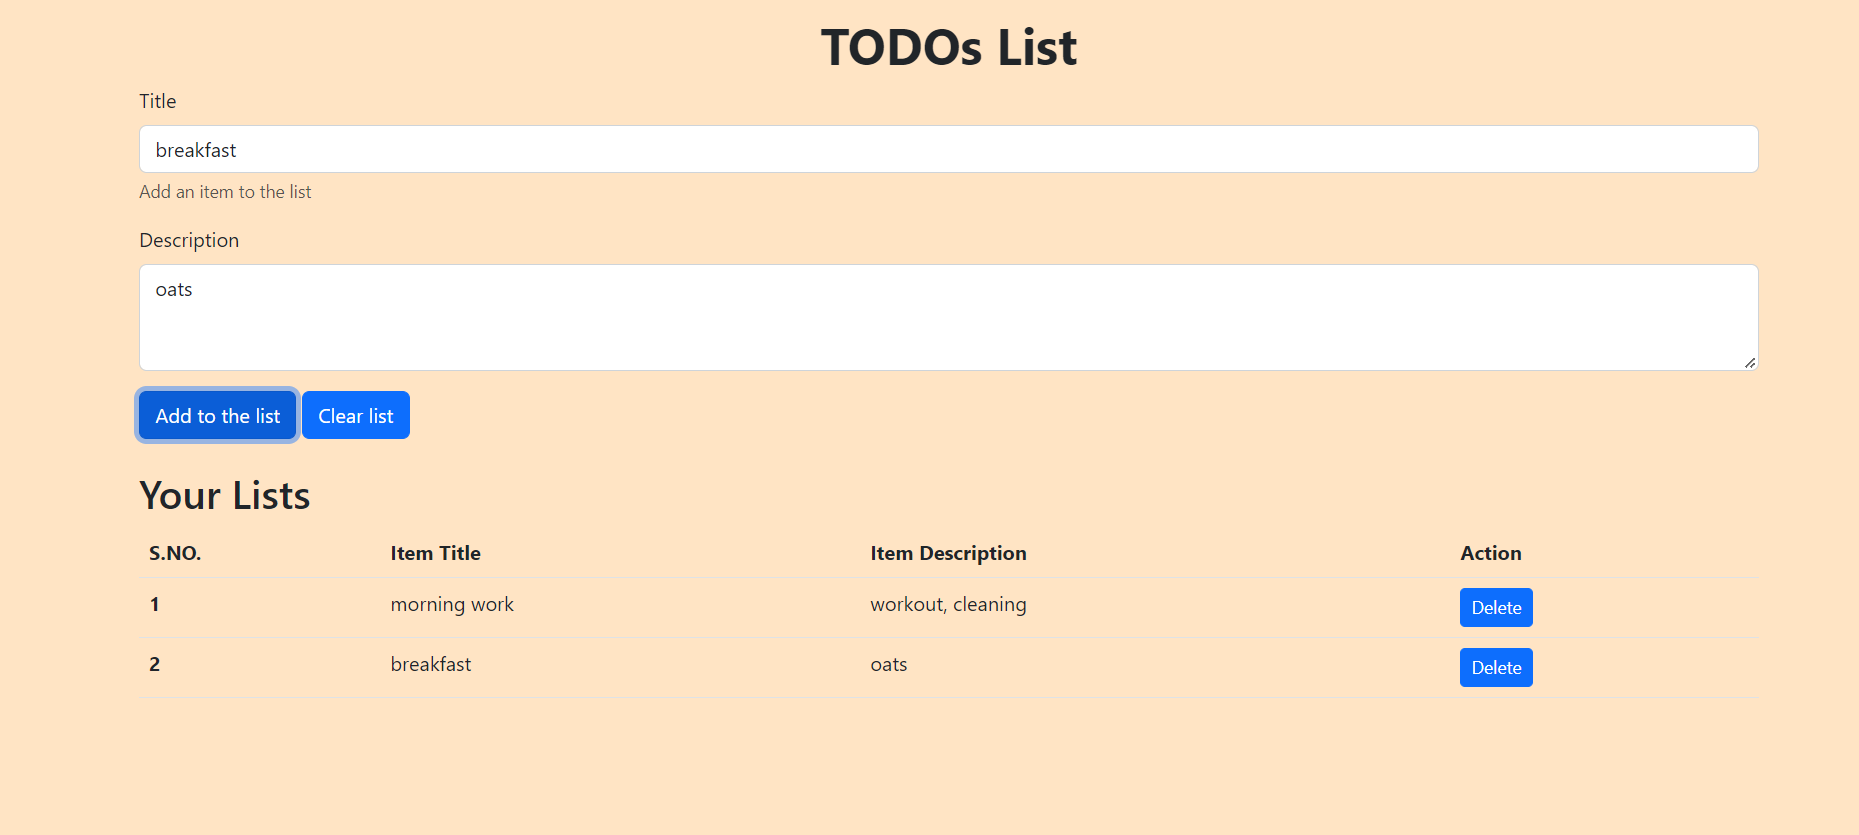 TODOs List
Title
breakfast
Add an item to the list
Description
oats
Add to the list Clear list
Your Lists
S.NO. Item Title Item Description Action
1 morning work workout, cleaning Delete
2 breakfast oats Delete